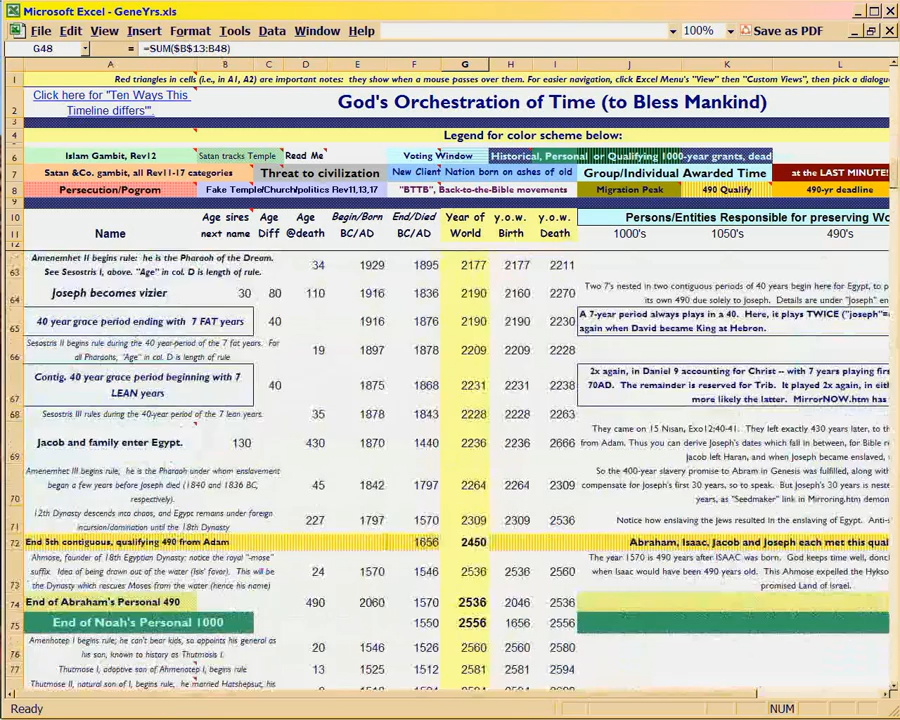 Microsoft Excel - GeneYrs.xls
File Edit View Insert Format Tools Data Window Help 100% Save as PDF
G48 = =SUM($B$13:B48)
A B C D E F G H I J K L
1 Red triangles in cells (i.e., in A1, A2) are important notes: they show when a mouse passes over them. For easier navigation, click Excel Menu's "View" then "Custom Views", then pick a dialogue
Click here for "Ten Ways This
Timeline differs'".
2 God's Orchestration of Time (to Bless Mankind)
3
4 Legend for color scheme below:
6 Islam Gambit, Rev12 Satan tracks Temple Read Me Voting Window Historical, Personal or Qualifying 1000-year grants, dead
7 Satan &Co. gambit, all Rev11-17 categories Threat to civilization New Client Nation born on ashes of old Group/Individual Awarded Time at the LAST MINUTE!
8 Persecution/Pogrom Fake Temple/Church/politics Rev11,13,17 "BTTB", Back-to-the-Bible movements Migration Peak 490 Qualify 490-yr deadline
9
10 Age sires Age Age Begin/Born End/Died Year of y.o.w. y.o.w. Persons/Entities Responsible for preserving Wo
11 Name next name Diff @death BC/AD BC/AD World Birth Death 1000's 1050's 490's
12
Amenemhet II begins rule: he is the Pharaoh of the Dream.
63 See Sesostris I, above. "Age" in col. D is length of rule. 34 1929 1895 2177 2177 2211
64 Joseph becomes vizier 30 80 110 1916 1836 2190 2160 2270 Two 7's nested in two contiguous periods of 40 years begin here for Egypt, to p
its own 490 due solely to Joseph. Details are under "Joseph" en
65 40 year grace period ending with 7 FAT years 40 1916 1876 2190 2190 2230 A 7-year period always plays in a 40. Here, it plays TWICE ("joseph"=
again when David became King at Hebron.
Sesostris II begins rule during the 40 year-period of the 7 fat years. For
66 all Pharaohs, "Age" in col. D is length of rule 19 1897 1878 2209 2209 2228
Contig. 40 year grace period beginning with 7
67 LEAN years 40 1875 1868 2231 2231 2238 2x again, in Daniel 9 accounting for Christ -- with 7 years playing firs
70AD. The remainder is reserved for Trib. It played 2x again, in eith
more likely the latter. MirrorNOW.htm has
68 Sesostris III rules during the 40-year period of the 7 lean years. 35 1878 1843 2228 2228 2263
69 Jacob and family enter Egypt. 130 430 1870 1440 2236 2236 2666 They came on 15 Nisan, Exo12:40-41. They left exactly 430 years later, to th
from Adam. Thus you can derive Joseph's dates which fall in between, for Bible r
Jacob left Haran, and when Joseph became enslaved,
Amenemhet III begins rule; he is the Pharaoh under whom enslavement
began a few years before Joseph died (1840 and 1836 BC,
70 respectively). 45 1842 1797 2264 2264 2309 So the 400-year slavery promise to Abram in Genesis was fulfilled, along with
compensate for Joseph's first 30 years, so to speak. But Joseph's 30 years is neste
years, as "Seedmaker" link in Mirroring.htm demon
12th Dynasty descends into chaos, and Egypt remains under foreign
71 incursion/domination until the 18th Dynasty 227 1797 1570 2309 2309 2536 Notice how enslaving the Jews resulted in the enslaving of Egypt. Anti-s
72 End 5th contiguous, qualifying 490 from Adam 1656 2450 Abraham, Isaac, Jacob and Joseph each met this qual
Ahmose, founder of 18th Egyptian Dynasty: notice the royal "-mose"
suffix. Idea of being drawn out of the water (Isis' favor). This will be
73 the Dynasty which rescues Moses from the water (hence his name) 24 1570 1546 2536 2536 2560 The year 1570 is 490 years after ISAAC was born. God keeps time well, donc
when Isaac would have been 490 years old. This Ahmose expelled the Hykso
promised Land of Israel.
74 End of Abraham's Personal 490 490 2060 1570 2536 2046 2536
75 End of Noah's Personal 1000 1550 2556 1656 2556
Amenhotep I begins rule; he can't bear kids, so appoints his general as
76 his son, known to history as Thutmosis I. 20 1546 1526 2560 2560 2580
77 Thutmose I, adoptive son of Ahmenotep I, begins rule 13 1525 1512 2581 2581 2594
Thutmose II, natural son of I, begins rule, he married Hatshepsut, his
Ready NUM